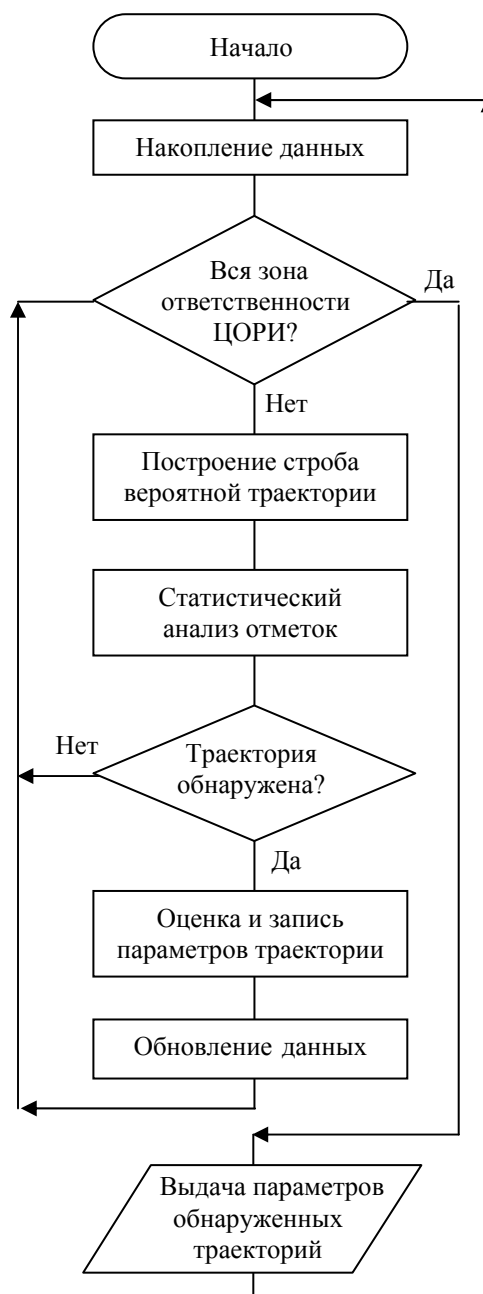 Начало
Накопление данных
Вся зона
ответственности
ЦОРИ?
Да
Нет
Построение строба
вероятной траектории
Статистический
анализ отметок
Нет
Траектория
обнаружена?
Да
Оценка и запись
параметров траектории
Обновление данных
Выдача параметров
обнаруженных
траекторий